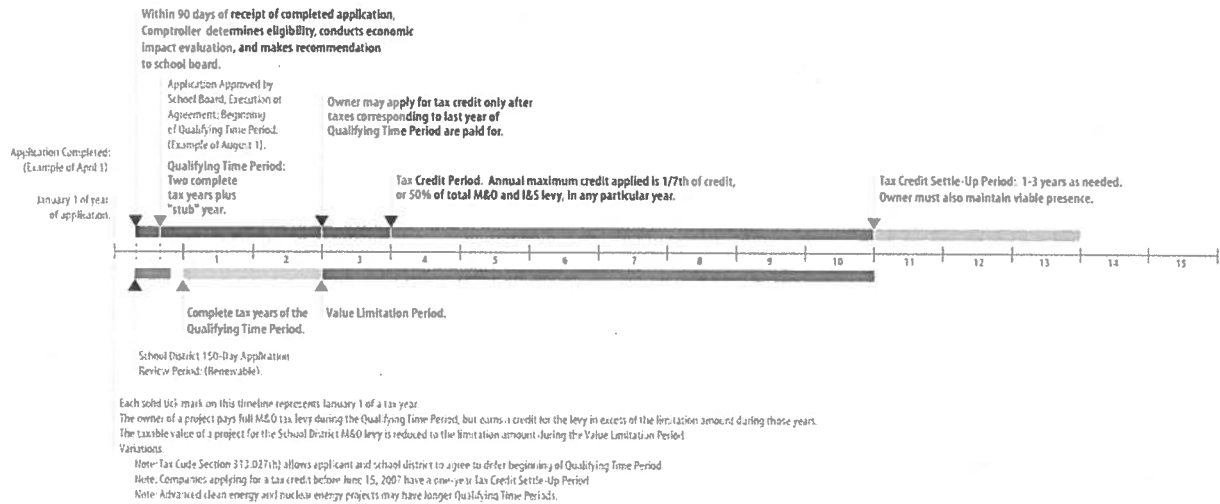 Within 90 days of receipt of completed application,
Comptroller determines eligibility, conducts economic
impact evaluation, and makes recommendation
to school board.
Application Approved by
School Board, Execution of
Agreement; Beginning
of Qualifying Time Period.
(Example of August 1).
Owner may apply for tax credit only after
taxes corresponding to last year of
Qualifying Time Period are paid for.
Application Completed:
(Example of April 1)
Qualifying Time Period:
Two complete
tax years plus
"stub" year.
Tax Credit Period. Annual maximum credit applied is 1/7th of credit,
or 50% of total M&O and I&S levy, in any particular year.
Tax Credit Settle-Up Period: 1-3 years as needed.
Owner must also maintain viable presence.
January 1 of year
of application.
1 2 3 4 5 6 7 8 9 10 11 12 13 14 15
Complete tax years of the
Qualifying Time Period.
Value Limitation Period.
School District 150-Day Application
Review Period: (Renewable).
Each solid tick mark on this timeline represents January 1 of a tax year.
The owner of a project pays full M&O tax levy during the Qualifying Time Period, but earns a credit for the levy in excess of the limitation amount during those years.
The taxable value of a project for the School District M&O levy is reduced to the limitation amount during the Value Limitation Period
Variations
Note: Tax Code Section 313.027(h) allows applicant and school district to agree to defer beginning of Qualifying Time Period
Note. Companies applying for a tax credit before June 15, 2007 have a one-year Tax Credit Settle-Up Period
Note: Advanced clean energy and nuclear energy projects may have longer Qualifying Time Periods.